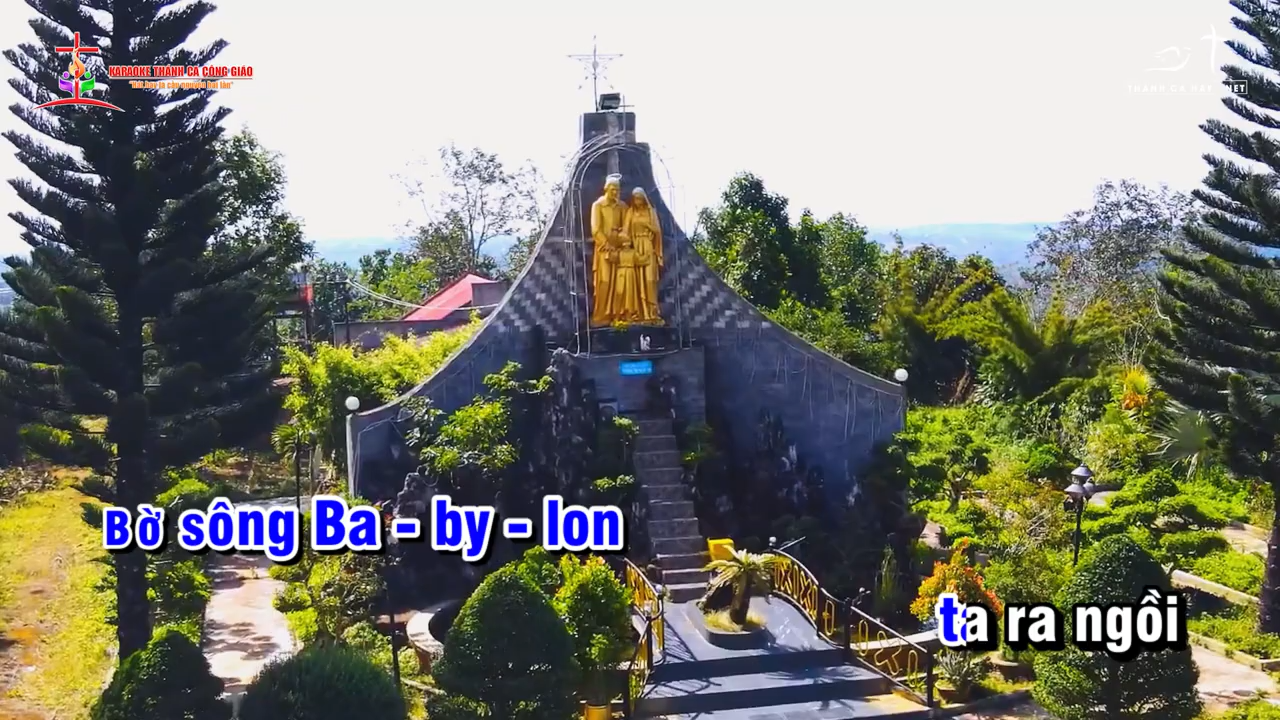 KARAOKE THÁNH CA CÔNG GIÁO
Bờ sông Ba - by - lon
ta ra ngồi